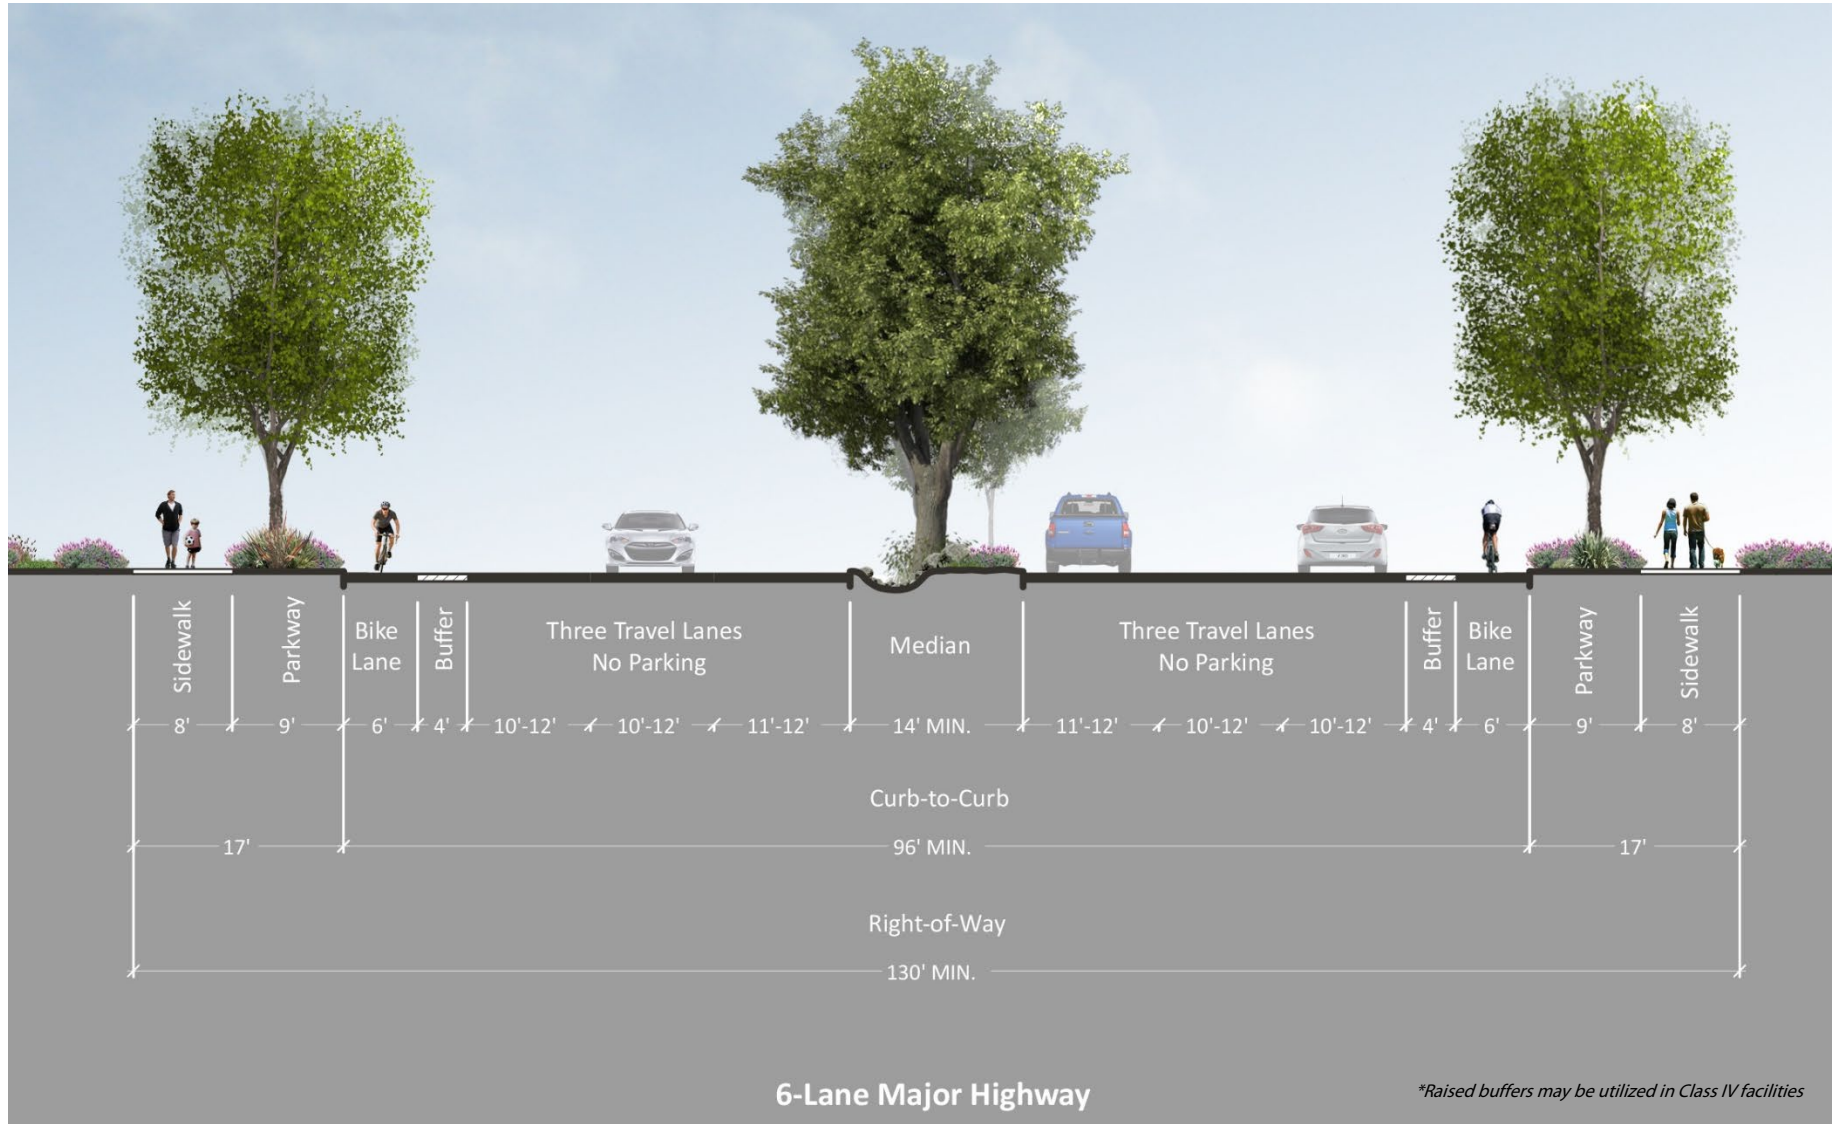 Sidewalk
Parkway
Bike
Lane
Buffer
Three Travel Lanes
No Parking
Median
Three Travel Lanes
No Parking
Buffer
Bike
Lane
Parkway
Sidewalk
8' 9' 6' 4' 10'-12' 10'-12' 11'-12' 14' MIN. 11'-12' 10'-12' 10'-12' 4' 6' 9' 8'
Curb-to-Curb
17' 96' MIN. 17'
Right-of-Way
130' MIN.
6-Lane Major Highway
*Raised buffers may be utilized in Class IV facilities